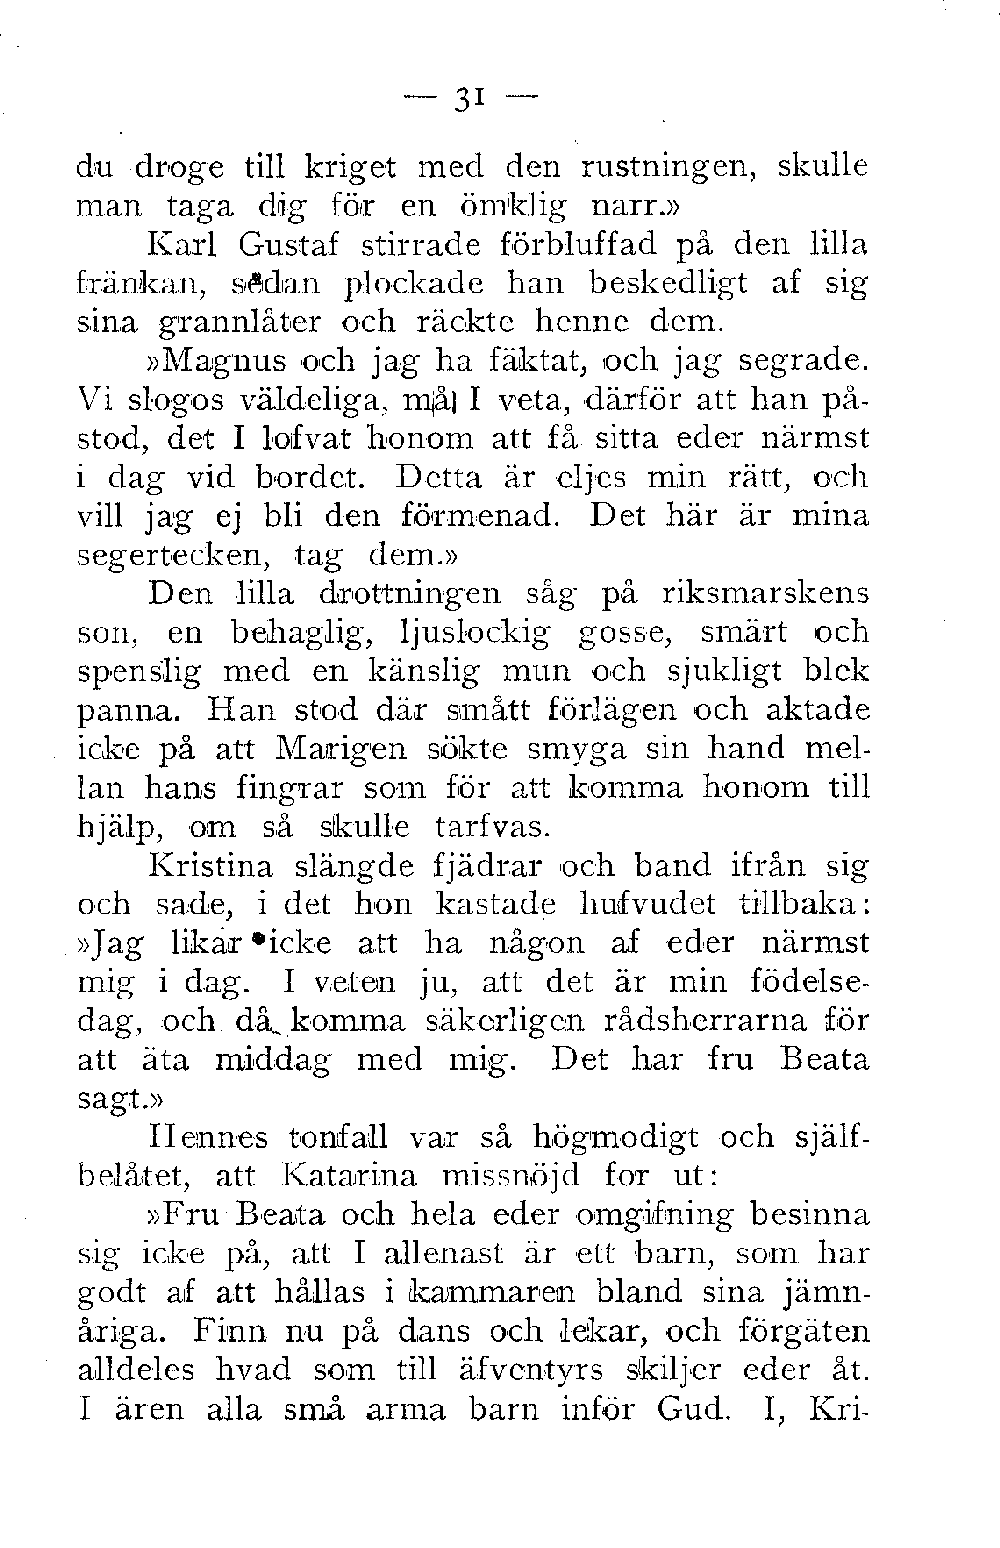 — 31 —
du droge till kriget med den rustningen, skulle
man taga dig för en ömklig narr.»
Karl Gustaf stirrade förbluffad på den lilla
fränkan, sedan plockade han beskedligt af sig
sina grannlåter och räckte henne dem.
»Magnus och jag ha fäktat, och jag segrade.
Vi slogos väldeliga, må I veta, därför att han på-
stod, det I lofvat honom att få sitta eder närmst
i dag vid bordet. Detta är eljes min rätt, och
vill jag ej bli den förmenad. Det här är mina
segertecken, tag dem.»
Den lilla drottningen såg på riksmarskens
son, en behaglig, ljuslockig gosse, smärt och
spenslig med en känslig mun och sjukligt blek
panna. Han stod där smått förlägen och aktade
icke på att Marigen sökte smyga sin hand mel-
lan hans fingrar som för att komma honom till
hjälp, om så skulle tarfvas.
Kristina slängde fjädrar och band ifrån sig
och sade, i det hon kastade hufvudet tillbaka:
»Jag likar icke att ha någon af eder närmst
mig i dag. I veten ju, att det är min födelse-
dag, och då komma säkerligen rådsherrarna för
att äta middag med mig. Det har fru Beata
sagt.»
Hennes tonfall var så högmodigt och själf-
belåtet, att Katarina missnöjd for ut:
»Fru Beata och hela eder omgifning besinna
sig icke på, att I allenast är ett barn, som har
godt af att hållas i kammaren bland sina jämn-
åriga. Finn nu på dans och lekar, och förgäten
alldeles hvad som till äfventyrs skiljer eder åt.
I ären alla små arma barn inför Gud. I, Kri-